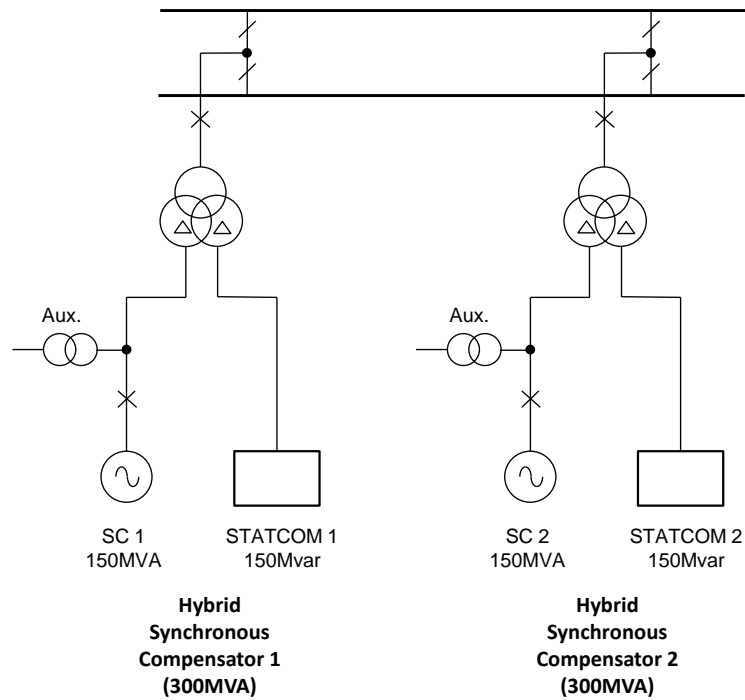 Aux.
Aux.
SC 1
150MVA
STATCOM 1
150Mvar
SC 2
150MVA
STATCOM 2
150Mvar
Hybrid
Synchronous
Compensator 1
(300MVA)
Hybrid
Synchronous
Compensator 2
(300MVA)